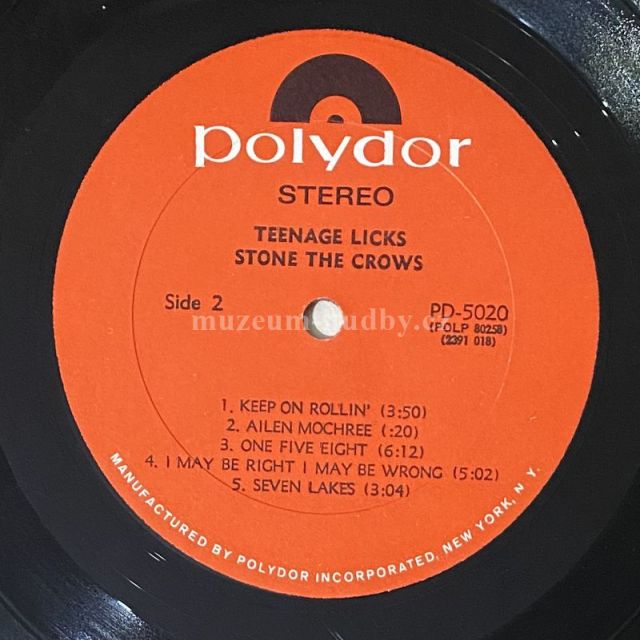 polydor
STEREO
TEENAGE LICKS
STONE THE CROWS
Side 2
PD-5020
(POLP 80258)
(2391 018)
1. KEEP ON ROLLIN' (3:50)
2. AILEN MOCHREE (:20)
3. ONE FIVE EIGHT (6:12)
4. I MAY BE RIGHT I MAY BE WRONG (5:02)
5. SEVEN LAKES (3:04)
MANUFACTURED BY POLYDOR INCORPORATED, NEW YORK, N.Y.